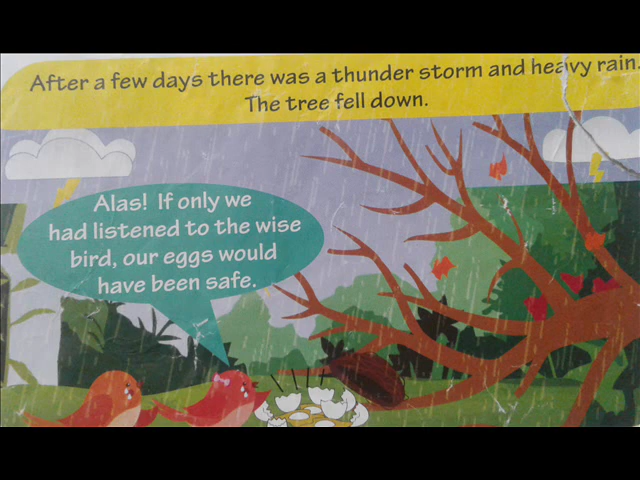 After a few days there was a thunder storm and heavy rain.
The tree fell down.
Alas! If only we
had listened to the wise
bird, our eggs would
have been safe.